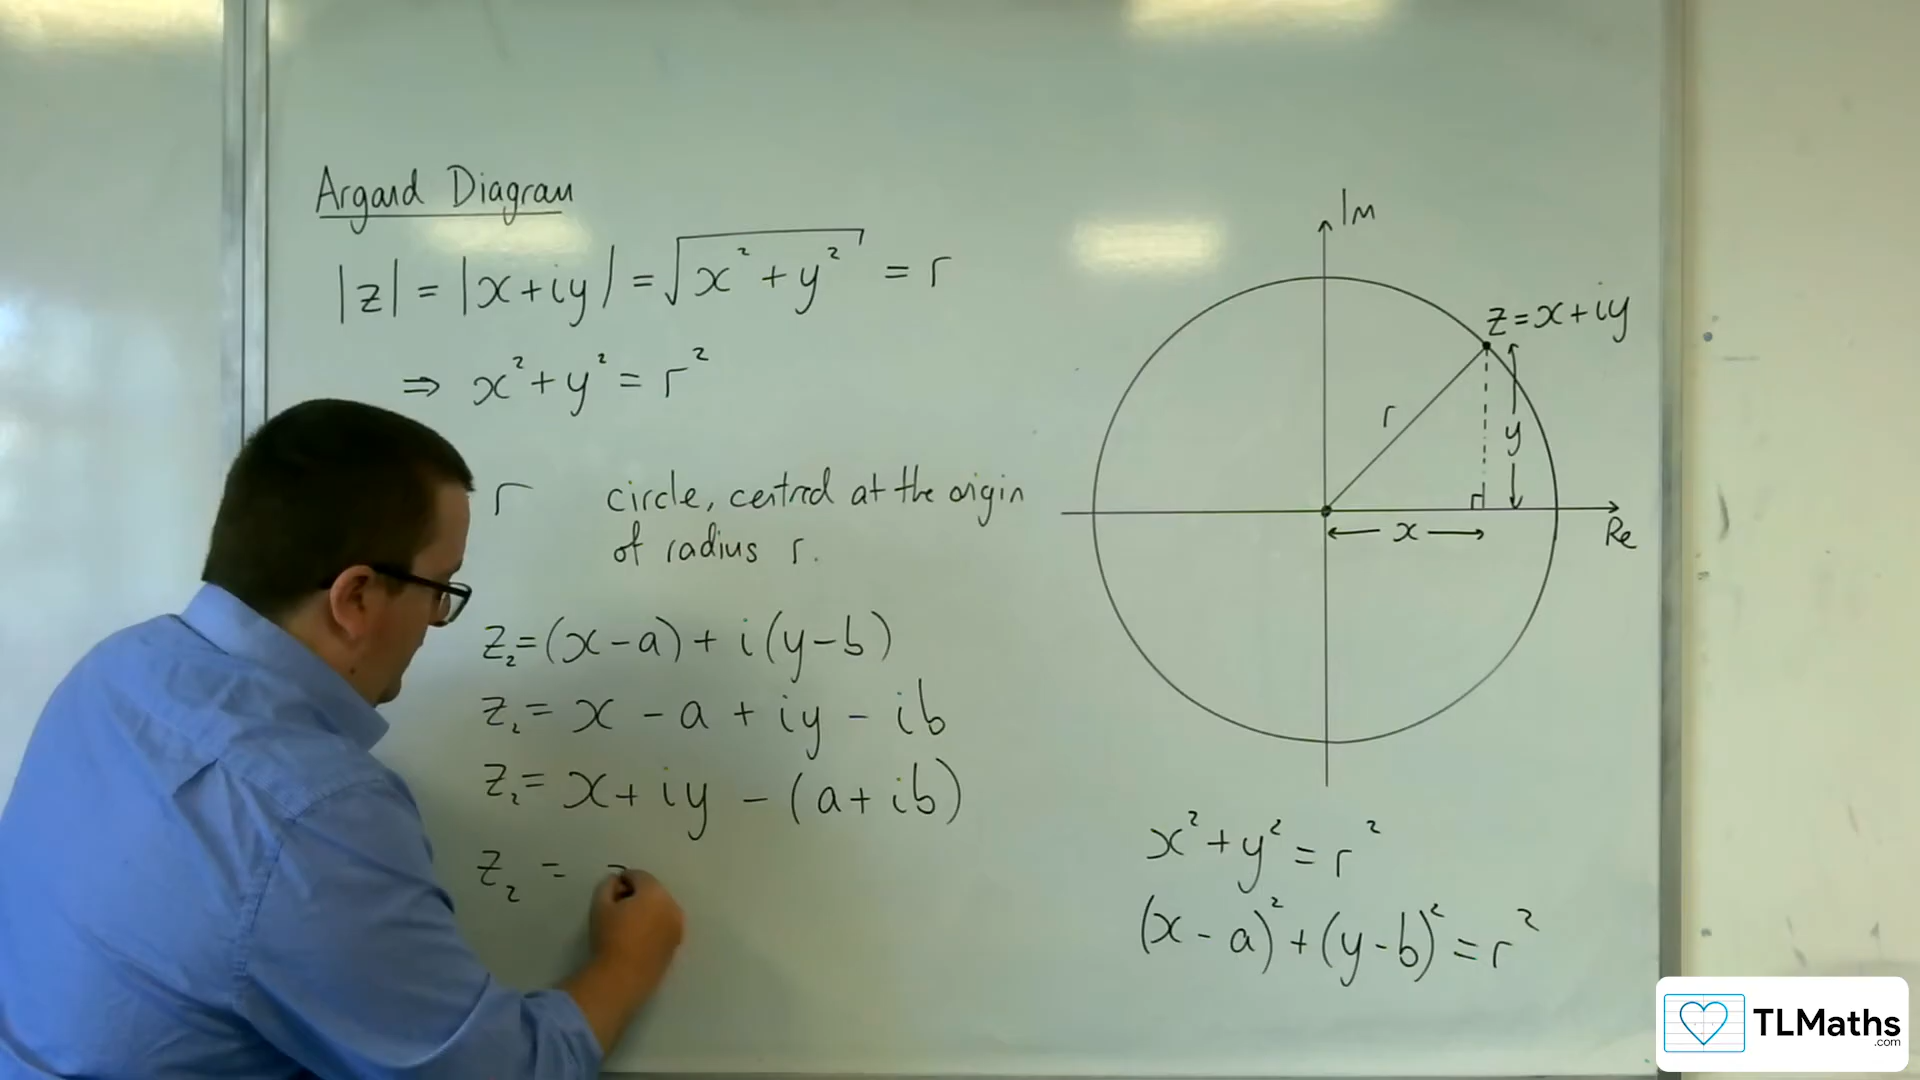 Argand Diagram
|z| = |x+iy| = √x²+y² = r
⇒ x²+y² = r²
r circle, centred at the origin
of radius r.
z₂=(x-a)+i(y-b)
z₂= x - a + iy - ib
z₂= x+iy - (a+ib)
z₂ =
Im
z=x+iy
r
y
x
Re
x²+y²=r²
(x-a)²+(y-b)²=r²
TLMaths
.com